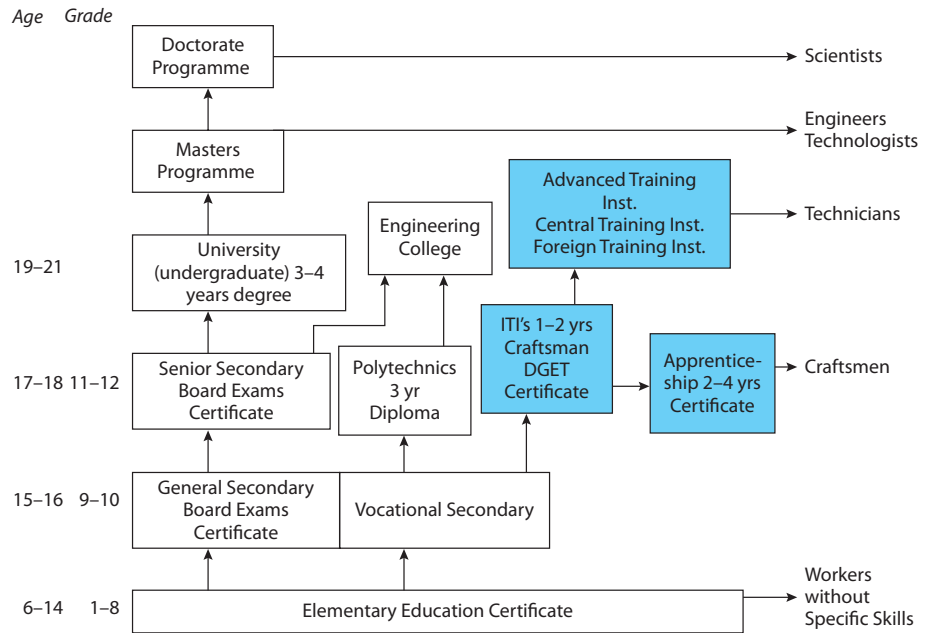 Age Grade
Doctorate
Programme
Scientists
Masters
Programme
Engineers
Technologists
Advanced Training
Inst.
Central Training Inst.
Foreign Training Inst.
Technicians
Engineering
College
19–21
University
(undergraduate) 3–4
years degree
ITI's 1–2 yrs
Craftsman
DGET
Certificate
17–18 11–12
Senior Secondary
Board Exams
Certificate
Polytechnics
3 yr
Diploma
Apprentice-
ship 2–4 yrs
Certificate
Craftsmen
15–16 9–10
General Secondary
Board Exams
Certificate
Vocational Secondary
6–14 1–8
Elementary Education Certificate
Workers
without
Specific Skills